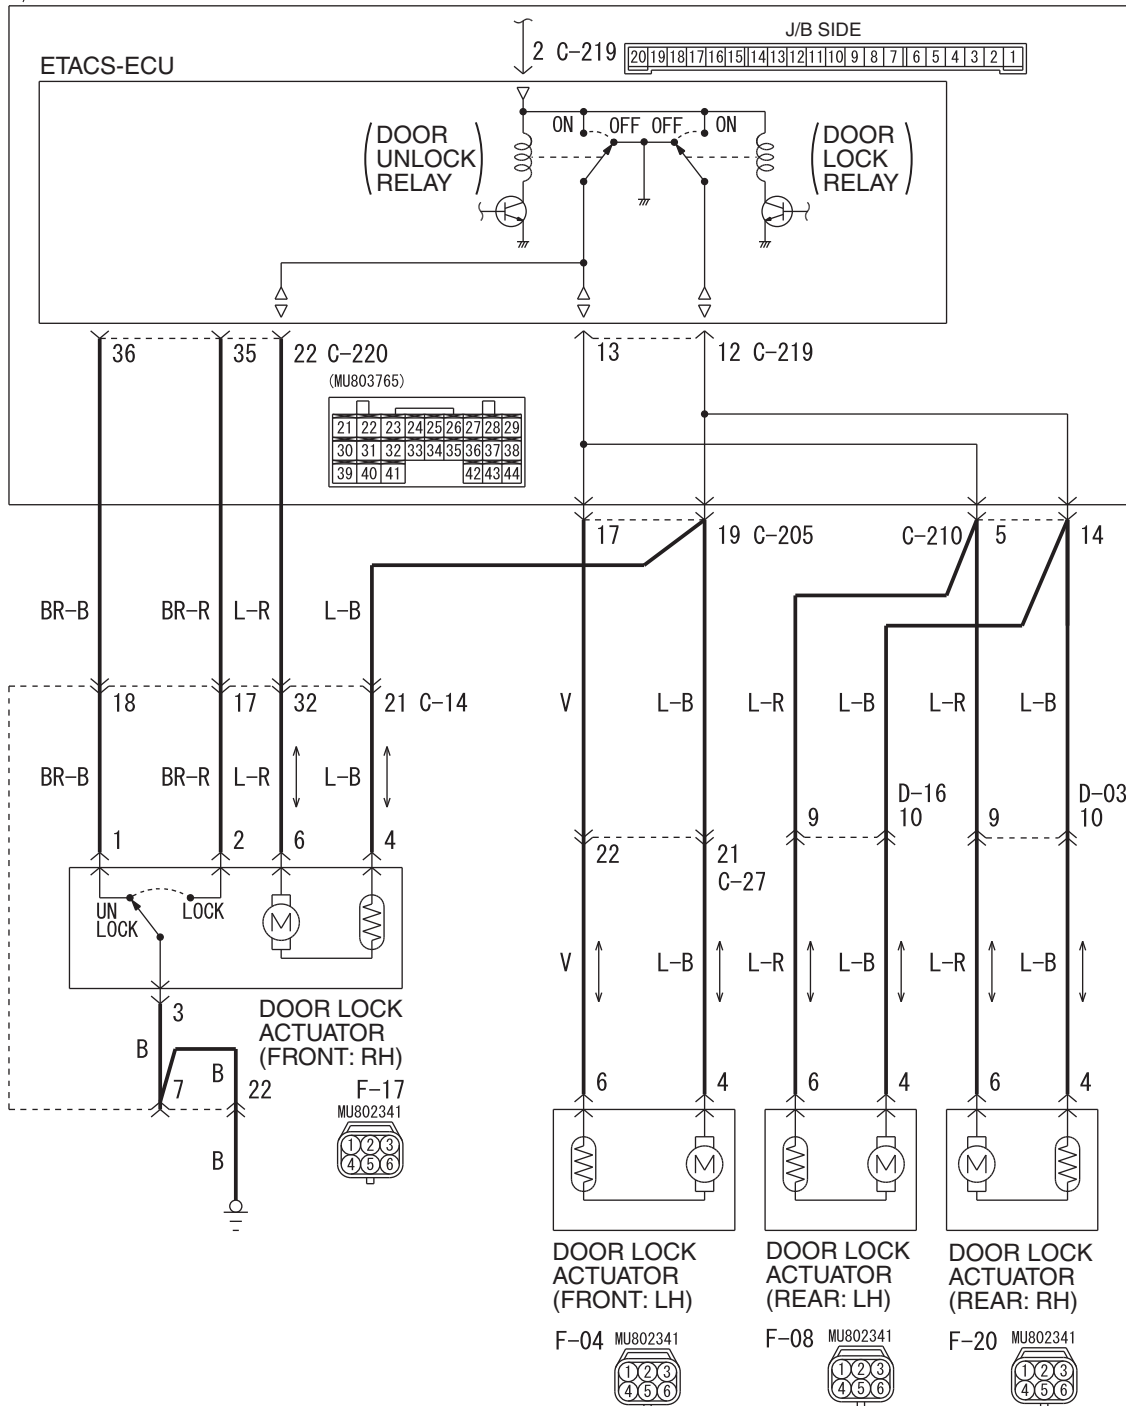 J/B SIDE
2 C-219
20 19 18 17 16 15 14 13 12 11 10 9 8 7 6 5 4 3 2 1
ETACS-ECU
ON OFF OFF ON
(DOOR
UNLOCK
RELAY)
(DOOR
LOCK
RELAY)
36 35 22 C-220 13 12 C-219
(MU803765)
21 22 23 24 25 26 27 28 29
30 31 32 33 34 35 36 37 38
39 40 41 42 43 44
17 19 C-205 C-210 5 14
BR-B BR-R L-R L-B
18 17 32 21 C-14 V L-B L-R L-B L-R L-B
BR-B BR-R L-R L-B
D-16 D-03
9 10 9 10
1 2 6 4
22 21
C-27
UN
LOCK
LOCK
M
V L-B L-R L-B L-R L-B
3
DOOR LOCK
ACTUATOR
(FRONT: RH)
B
B
7 22
F-17
MU802341
1 2 3
4 5 6
B
6 4 6 4 6 4
M M M
DOOR LOCK
ACTUATOR
(FRONT: LH)
DOOR LOCK
ACTUATOR
(REAR: LH)
DOOR LOCK
ACTUATOR
(REAR: RH)
F-04 MU802341
1 2 3
4 5 6
F-08 MU802341
1 2 3
4 5 6
F-20 MU802341
1 2 3
4 5 6